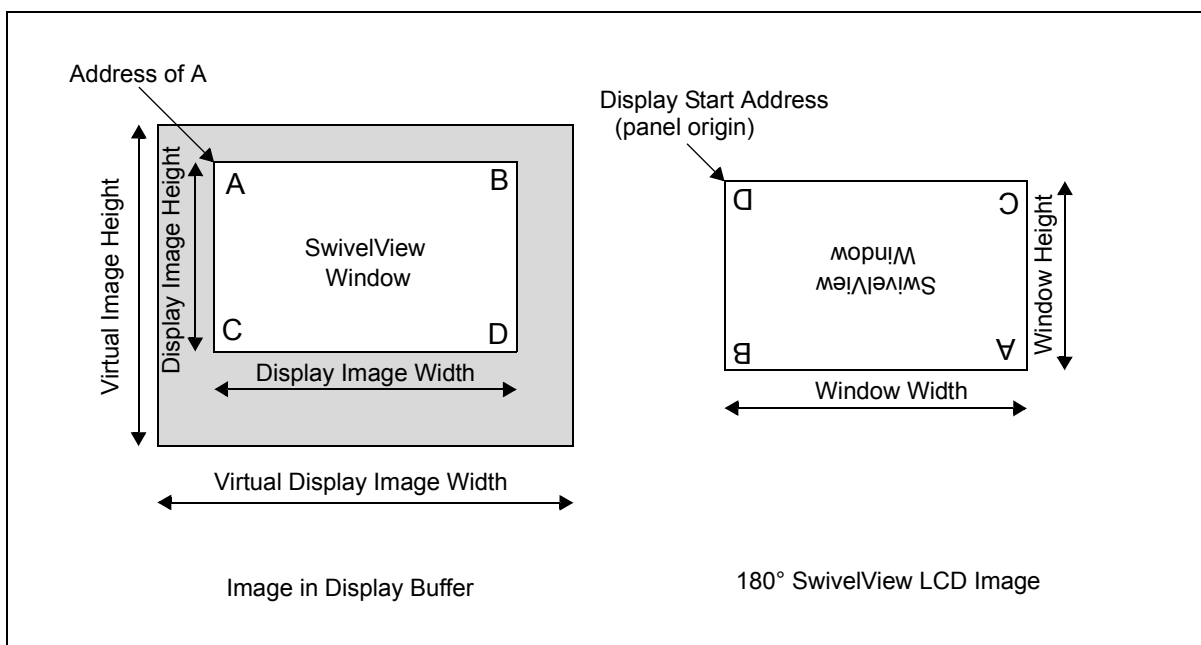 Address of A
Virtual Image Height
Display Image Height
A
B
SwivelView
Window
C
D
Display Image Width
Virtual Display Image Width
Image in Display Buffer
Display Start Address
(panel origin)
D
C
SwivelView
Window
B
A
Window Height
Window Width
180° SwivelView LCD Image